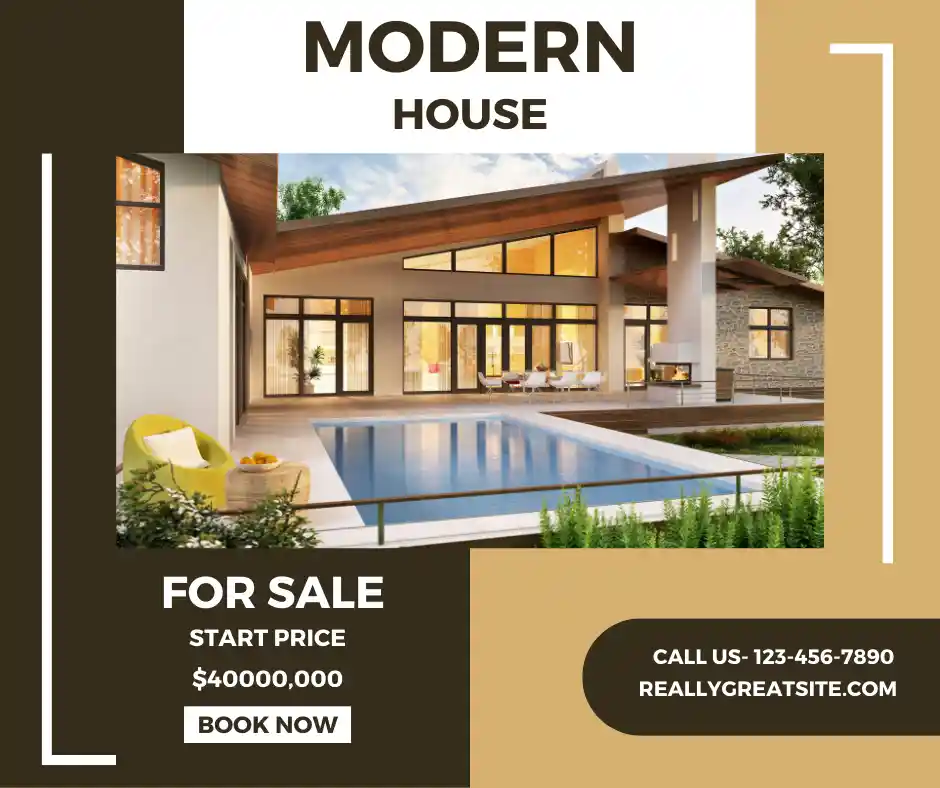 MODERN
HOUSE
FOR SALE
START PRICE
$40000,000
BOOK NOW
CALL US- 123-456-7890
REALLYGREATSITE.COM